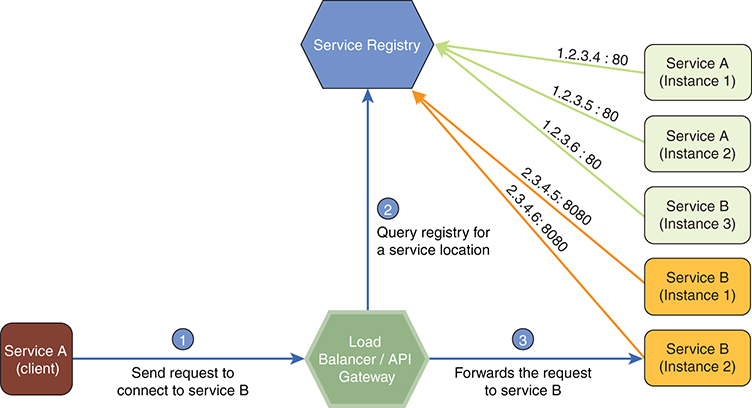 Service Registry
1.2.3.4 : 80
1.2.3.5 : 80
1.2.3.6 : 80
2.3.4.5: 8080
2.3.4.6: 8080
Service A
(Instance 1)
Service A
(Instance 2)
Service B
(Instance 3)
Service B
(Instance 1)
Service B
(Instance 2)
2
Query registry for
a service location
Service A
(client)
1
Send request to
connect to service B
Load
Balancer / API
Gateway
3
Forwards the request
to service B